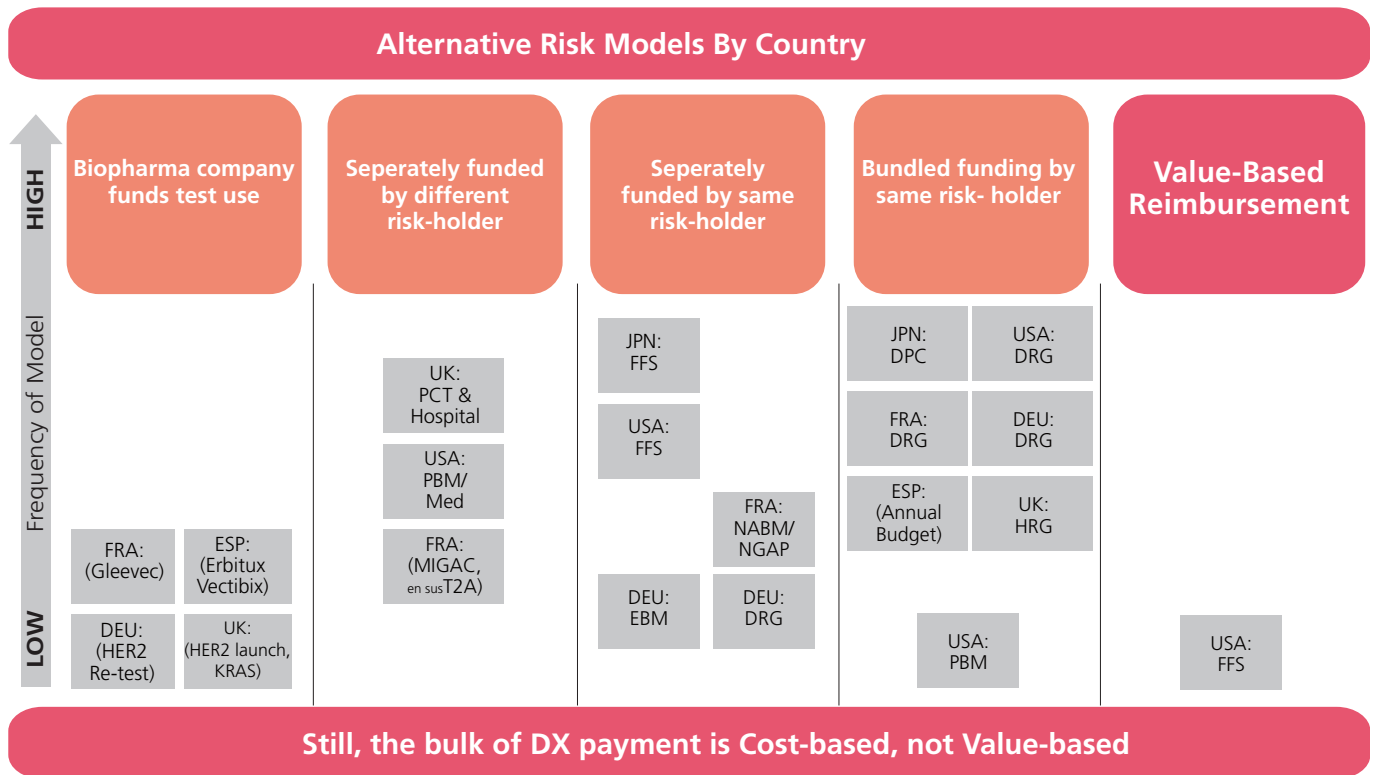 Alternative Risk Models By Country
HIGH
Frequency of Model
LOW
Biopharma company
funds test use
Seperately funded
by different
risk-holder
Seperately
funded by same
risk-holder
Bundled funding by
same risk- holder
Value-Based
Reimbursement
FRA:
(Gleevec)
ESP:
(Erbitux
Vectibix)
DEU:
(HER2
Re-test)
UK:
(HER2 launch,
KRAS)
UK:
PCT &
Hospital
USA:
PBM/
Med
FRA:
(MIGAC,
en susT2A)
JPN:
FFS
USA:
FFS
FRA:
NABM/
NGAP
DEU:
EBM
DEU:
DRG
JPN:
DPC
USA:
DRG
FRA:
DRG
DEU:
DRG
ESP:
(Annual
Budget)
UK:
HRG
USA:
PBM
USA:
FFS
Still, the bulk of DX payment is Cost-based, not Value-based